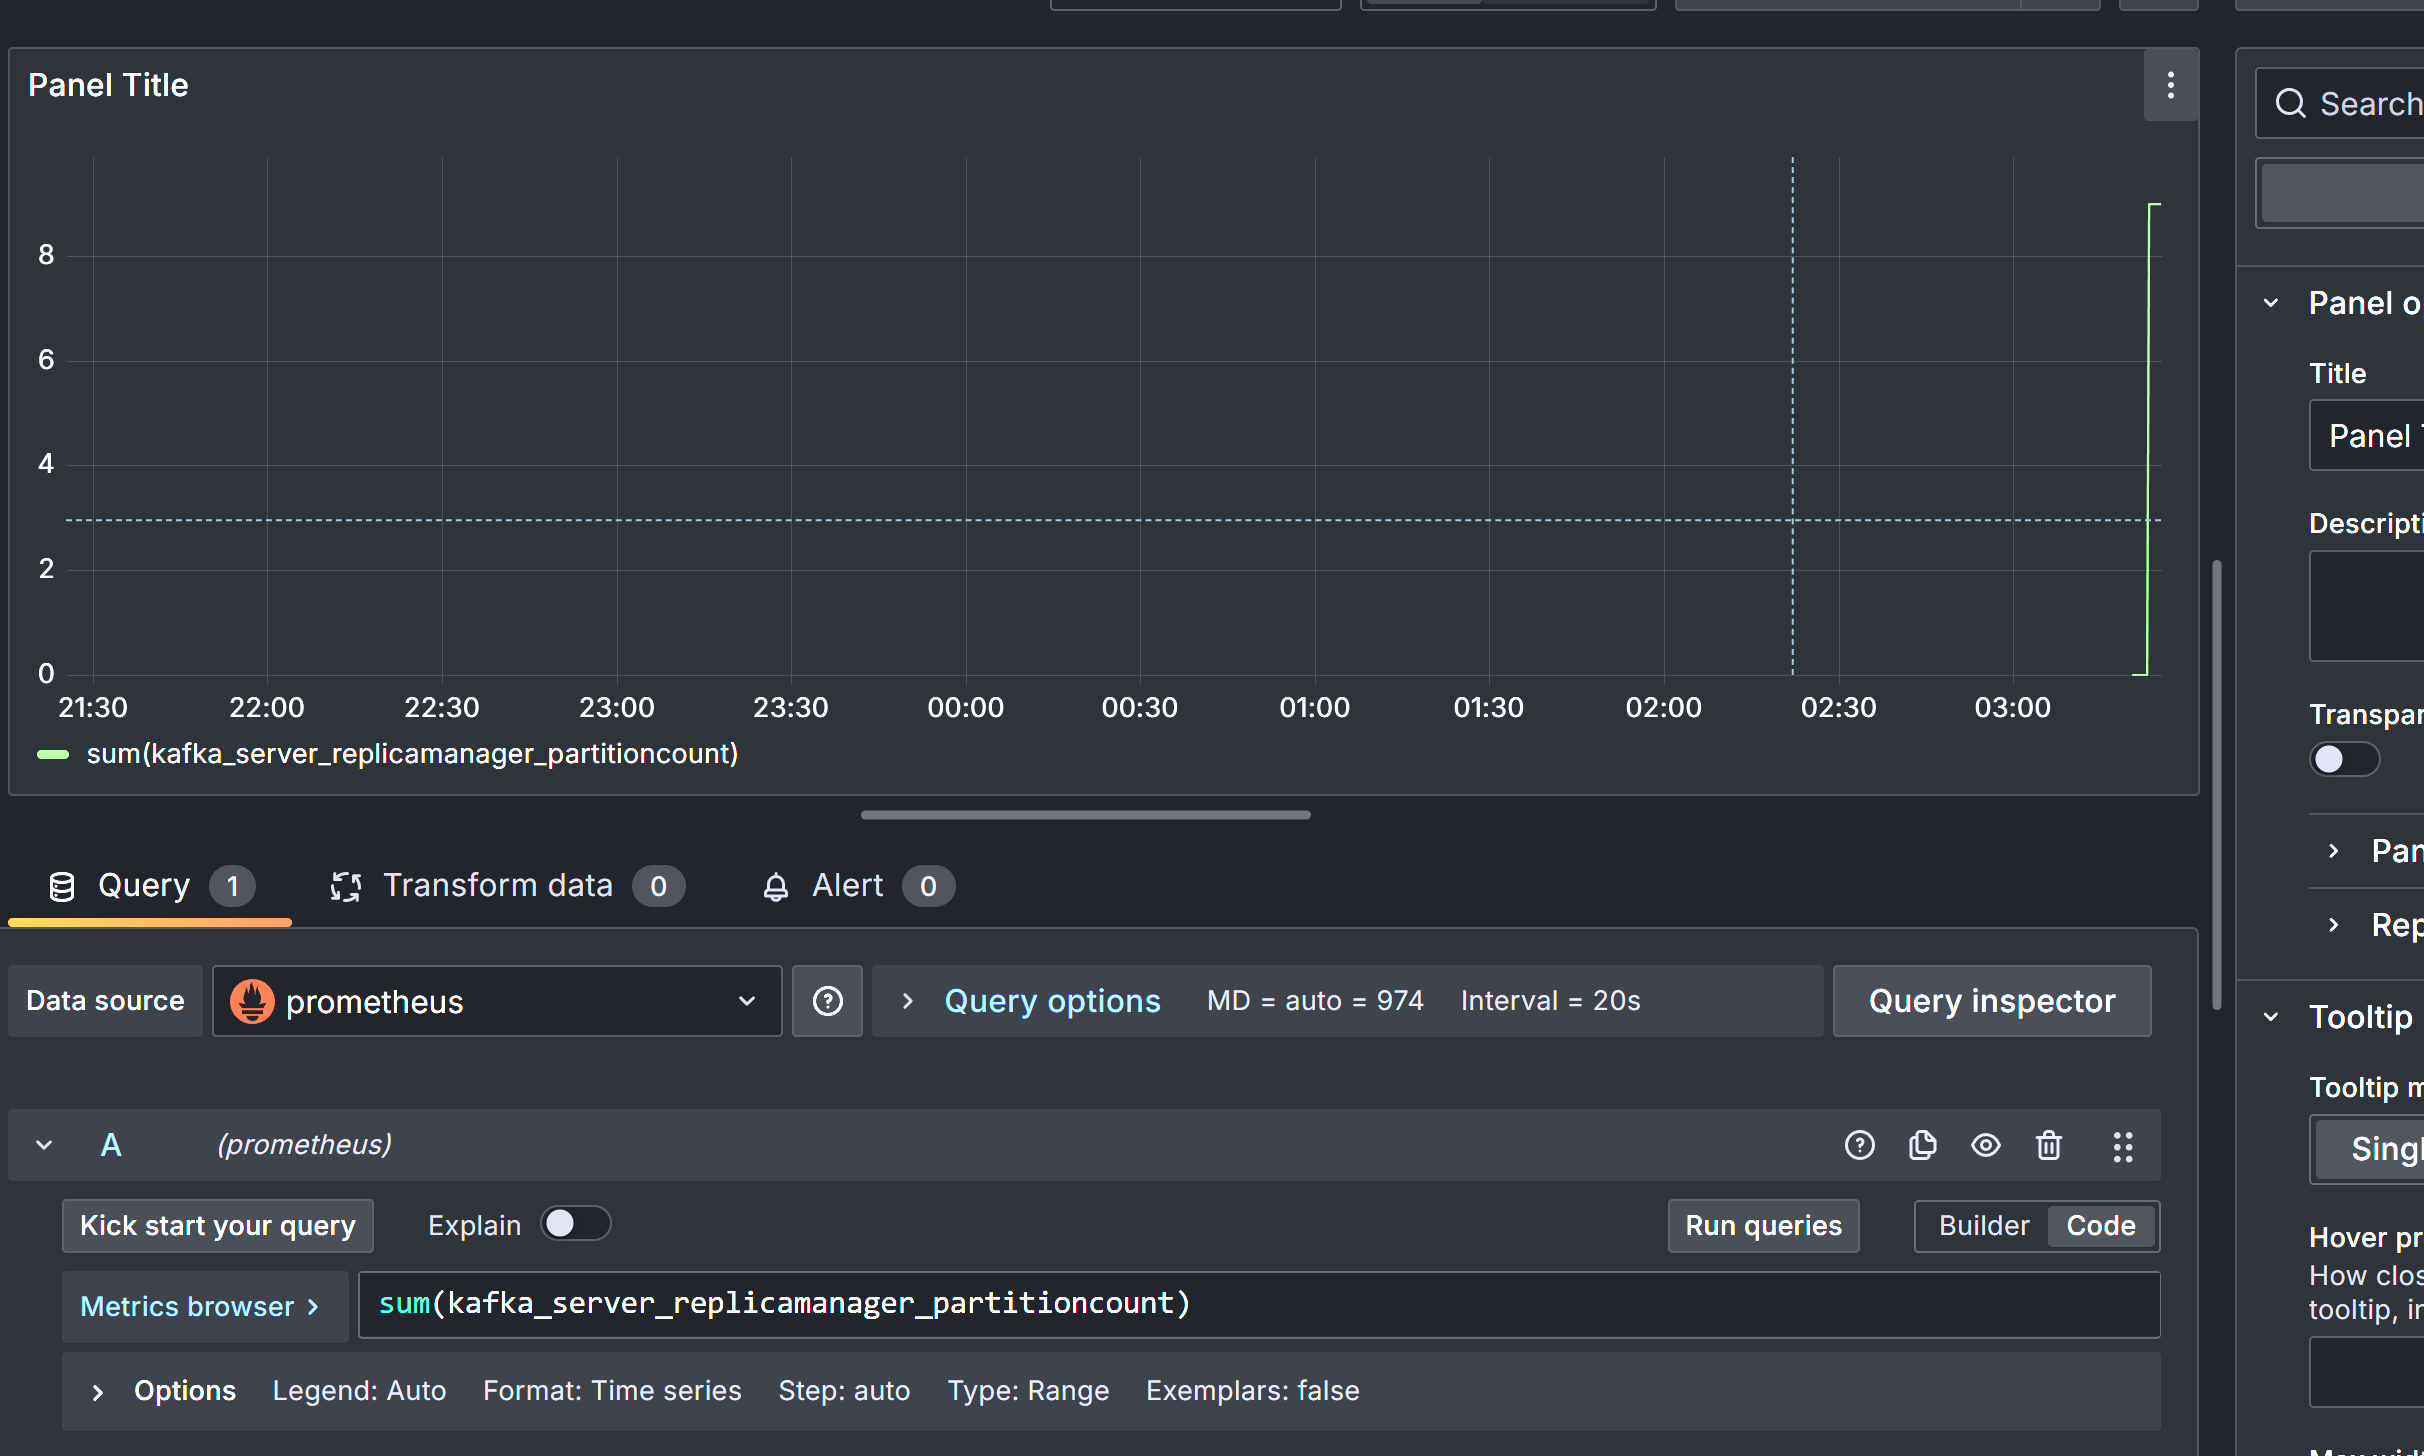 Panel Title
8
6
4
2
0
21:30 22:00 22:30 23:00 23:30 00:00 00:30 01:00 01:30 02:00 02:30 03:00
sum(kafka_server_replicamanager_partitioncount)
Query 1 Transform data 0 Alert 0
Data source prometheus Query options MD = auto = 974 Interval = 20s Query inspector
A (prometheus)
Kick start your query Explain Run queries Builder Code
Metrics browser > sum(kafka_server_replicamanager_partitioncount)
Options Legend: Auto Format: Time series Step: auto Type: Range Exemplars: false
Search
Panel o
Title
Panel
Descripti
Transpar
Pan
Rep
Tooltip
Tooltip m
Singl
Hover pr
How clos
tooltip, in